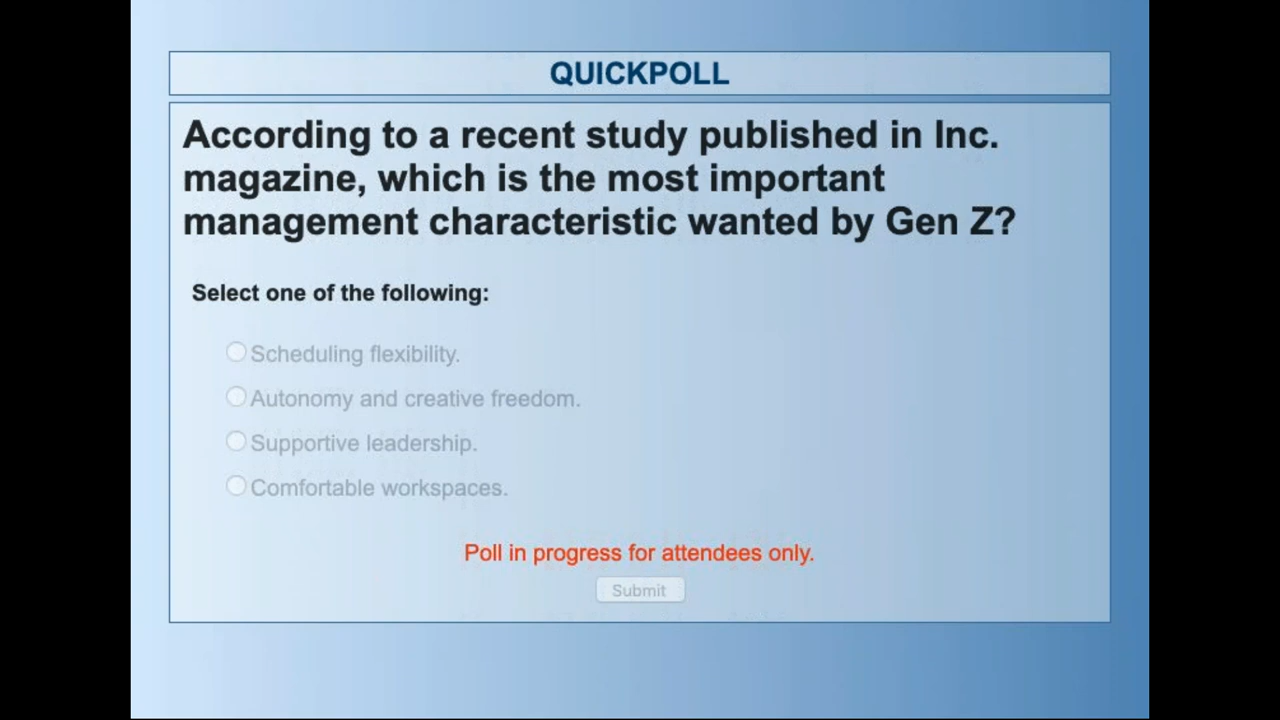 QUICKPOLL
According to a recent study published in Inc.
magazine, which is the most important
management characteristic wanted by Gen Z?
Select one of the following:
Scheduling flexibility.
Autonomy and creative freedom.
Supportive leadership.
Comfortable workspaces.
Poll in progress for attendees only.
Submit